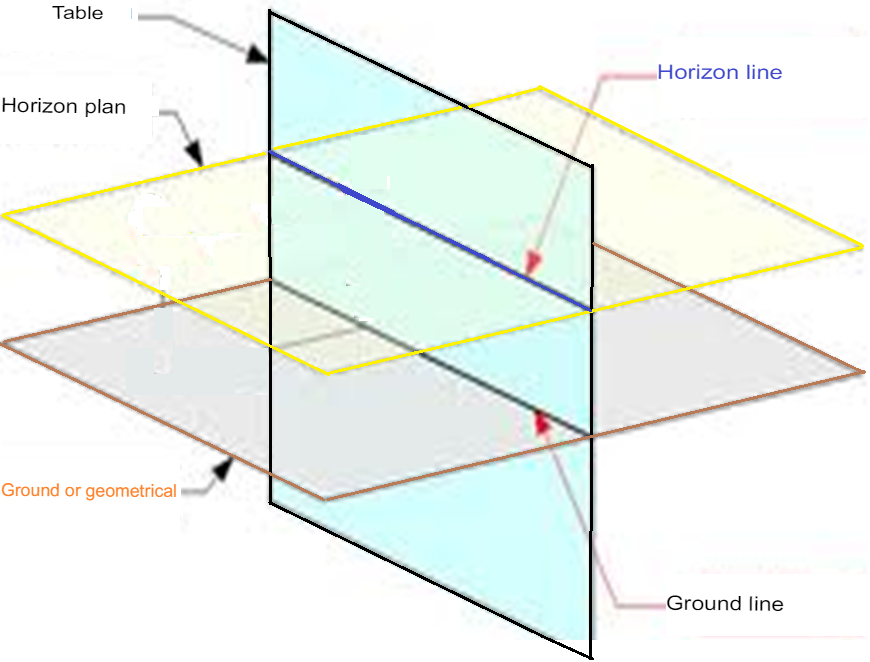 Table
Horizon line
Horizon plan
Ground or geometrical
Ground line